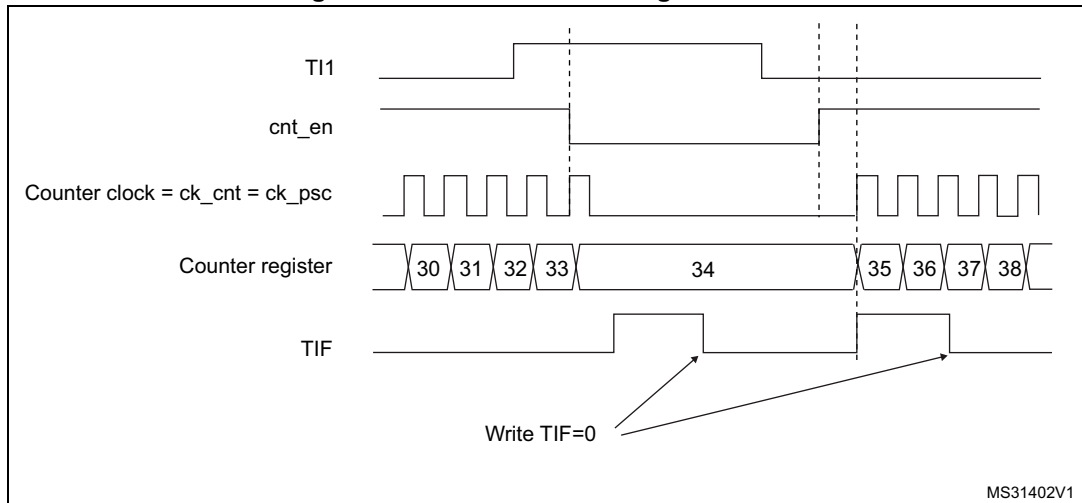 TI1
cnt_en
Counter clock = ck_cnt = ck_psc
Counter register
30 31 32 33 34 35 36 37 38
TIF
Write TIF=0
MS31402V1